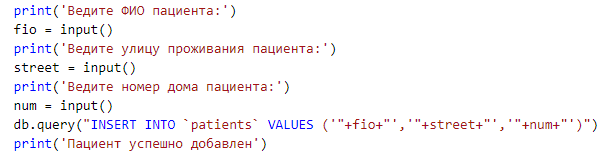 print('Ведите ФИО пациента:')
fio = input()
print('Ведите улицу проживания пациента:')
street = input()
print('Ведите номер дома пациента:')
num = input()
db.query("INSERT INTO `patients` VALUES ('"+fio+"','"+street+"','"+num+"')")
print('Пациент успешно добавлен')